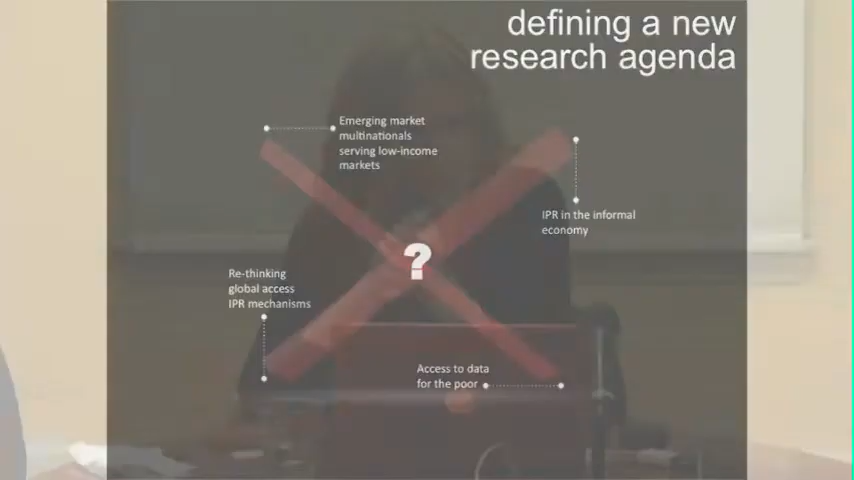 defining a new
research agenda
Emerging market
multinationals
serving low-income
markets
IPR in the informal
economy
?
Re-thinking
global access
IPR mechanisms
Access to data
for the poor